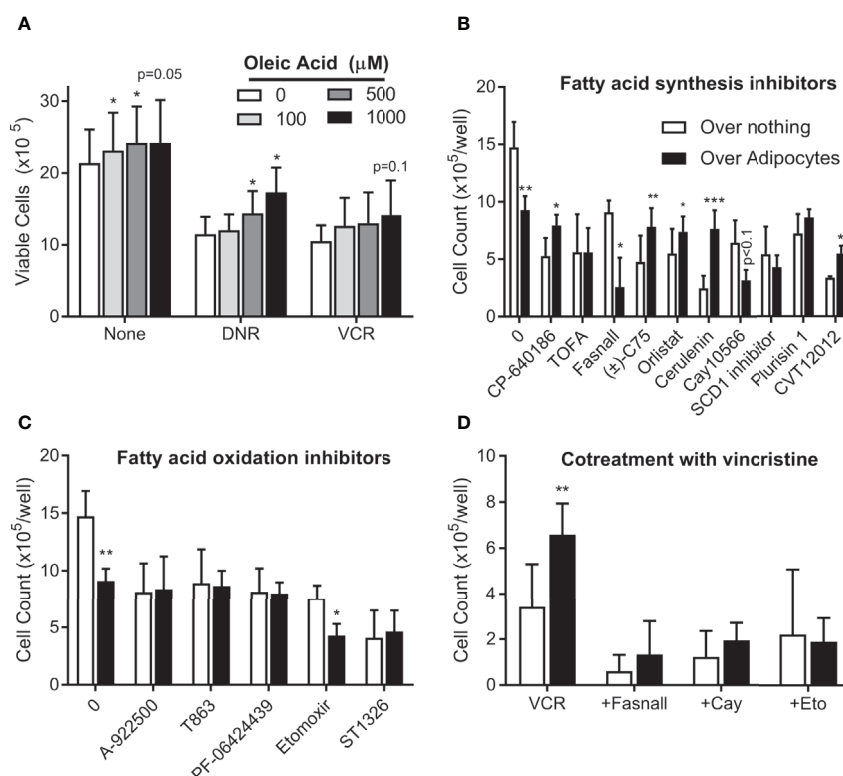 A
Oleic Acid (μM)
0
500
100
1000
p=0.05
*
*
*
*
p=0.1
Viable Cells (x10 5)
40
30
20
10
0
None
DNR
VCR
B
Fatty acid synthesis inhibitors
Over nothing
Over Adipocytes
Cell Count (x10⁵/well)
20
15
10
5
0
**
*
*
**
*
***
p<0.1
*
0
CP-640186
TOFA
Fasnall
(±)-C75
Orlistat
Cerulenin
Cay10566
SCD1 inhibitor
Plurisin 1
CVT12012
C
Fatty acid oxidation inhibitors
Cell Count (x10⁵/well)
20
15
10
5
0
**
*
0
A-922500
T863
PF-06424439
Etomoxir
ST1326
D
Cotreatment with vincristine
Cell Count (x10⁵/well)
10
8
6
4
2
0
**
VCR
+Fasnall
+Cay
+Eto